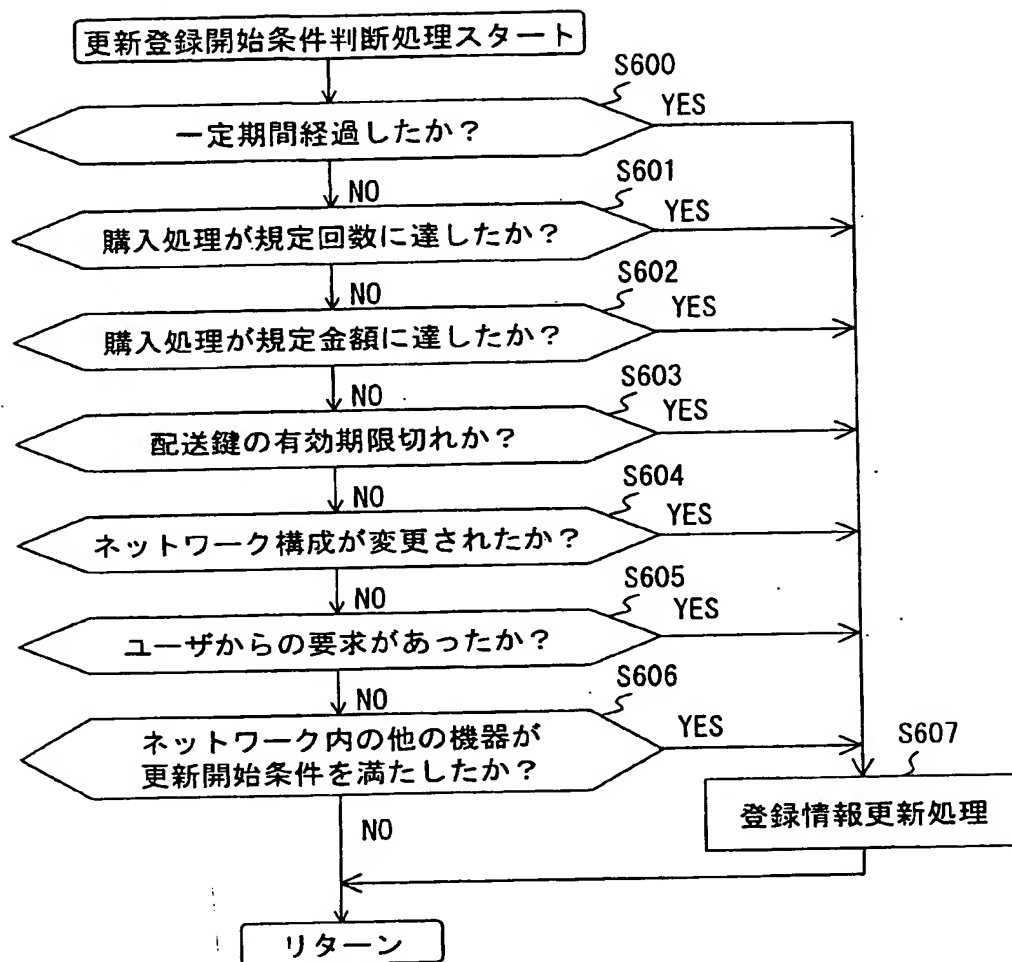 更新登録開始条件判断処理スタート
S600
一定期間経過したか?
YES
NO
S601
購入処理が規定回数に達したか?
YES
NO
S602
購入処理が規定金額に達したか?
YES
NO
S603
配送鍵の有効期限切れか?
YES
NO
S604
ネットワーク構成が変更されたか?
YES
NO
S605
ユーザからの要求があったか?
YES
NO
S606
ネットワーク内の他の機器が
更新開始条件を満たしたか?
YES
NO
S607
登録情報更新処理
リターン